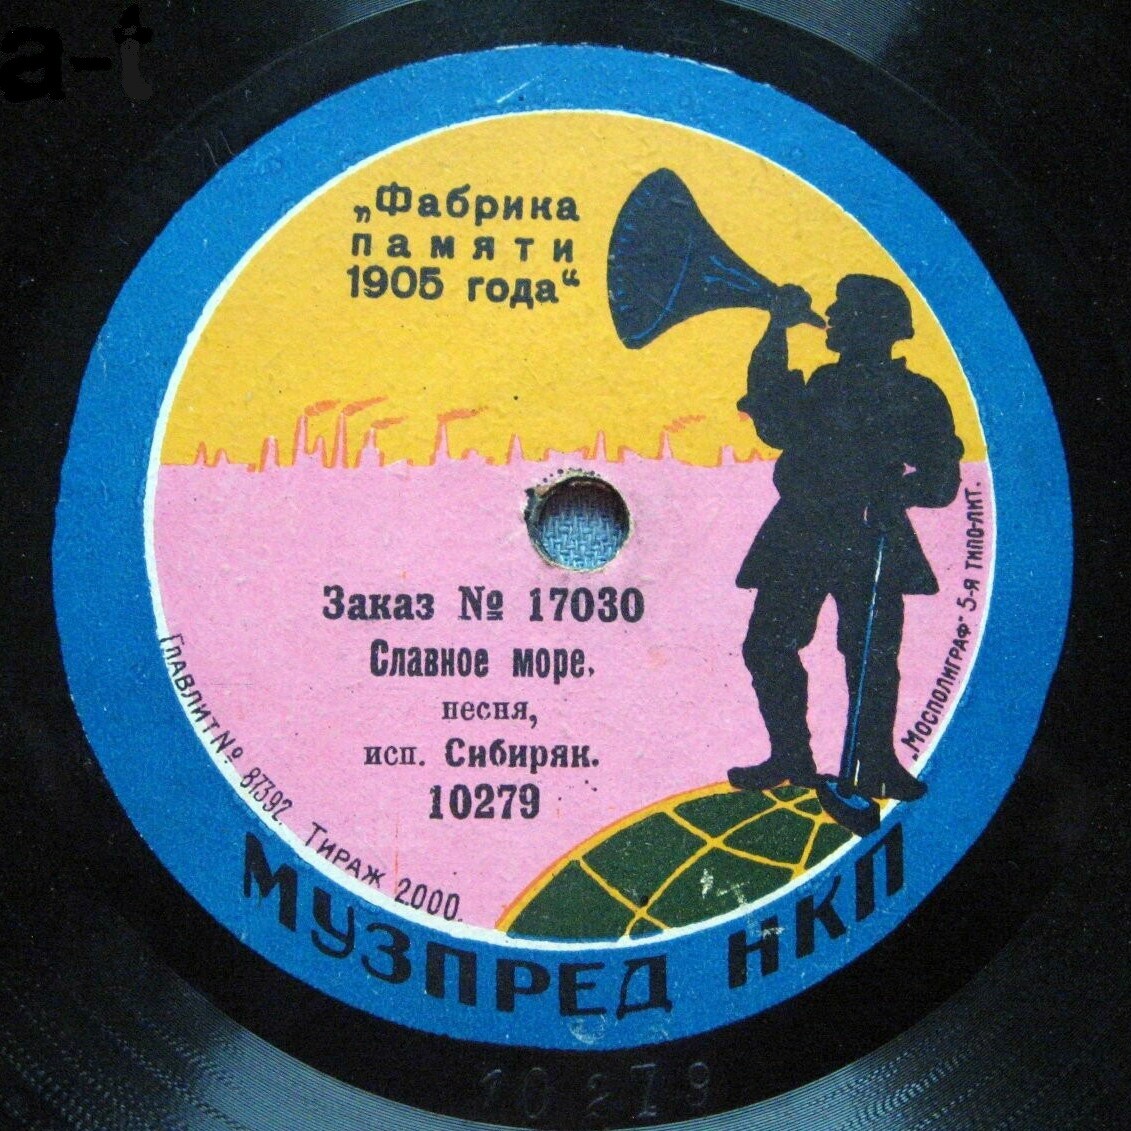 a-t
„Фабрика
памяти
1905 года“
Заказ № 17030
Славное море.
песня,
исп. Сибиряк.
10279
Главлит № 87392 Тираж 2000.
„Мосполиграф“ 5-я типо-лит.
МУЗПРЕД НКП
10279